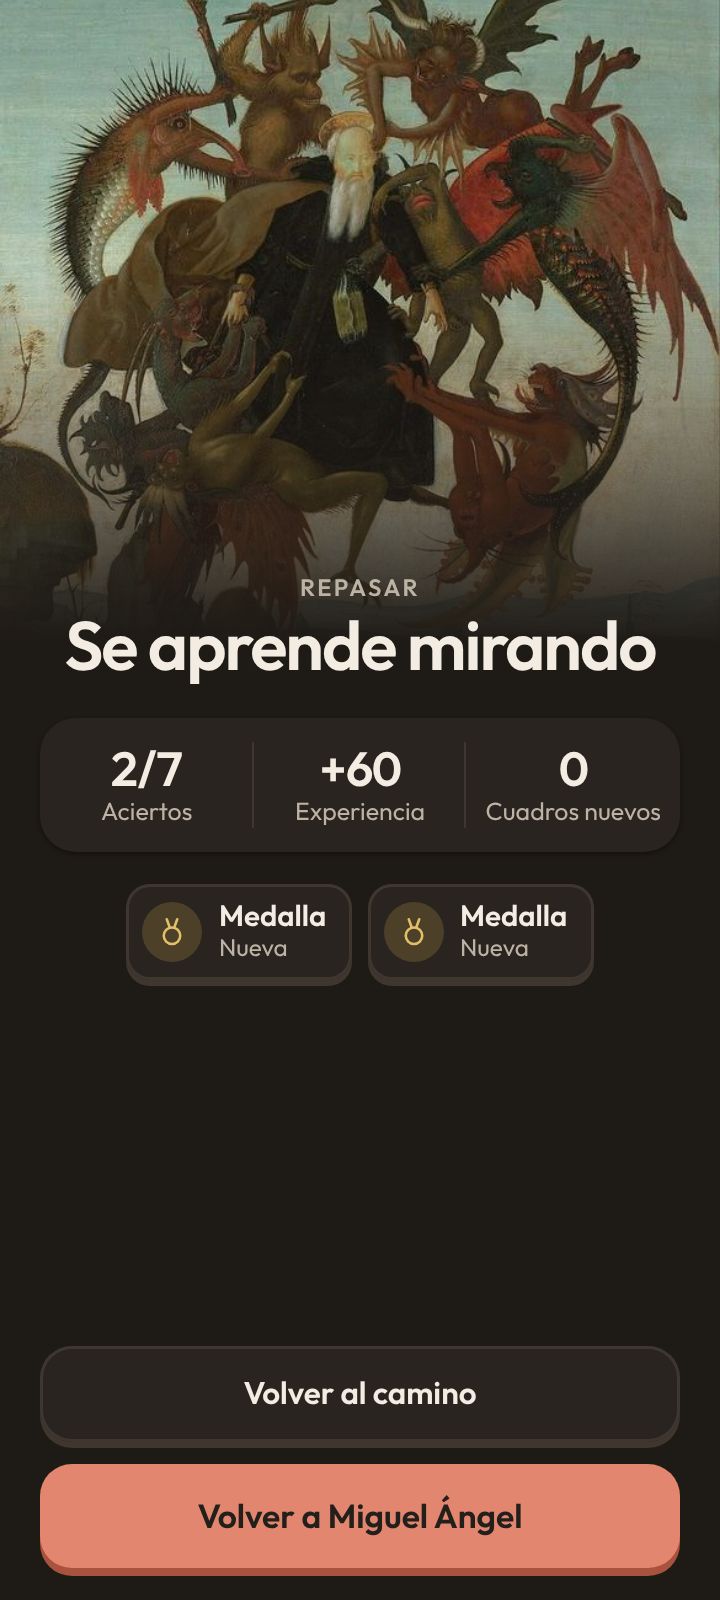 REPASAR
Se aprende mirando
2/7
Aciertos
+60
Experiencia
0
Cuadros nuevos
Medalla
Nueva
Medalla
Nueva
Volver al camino
Volver a Miguel Ángel